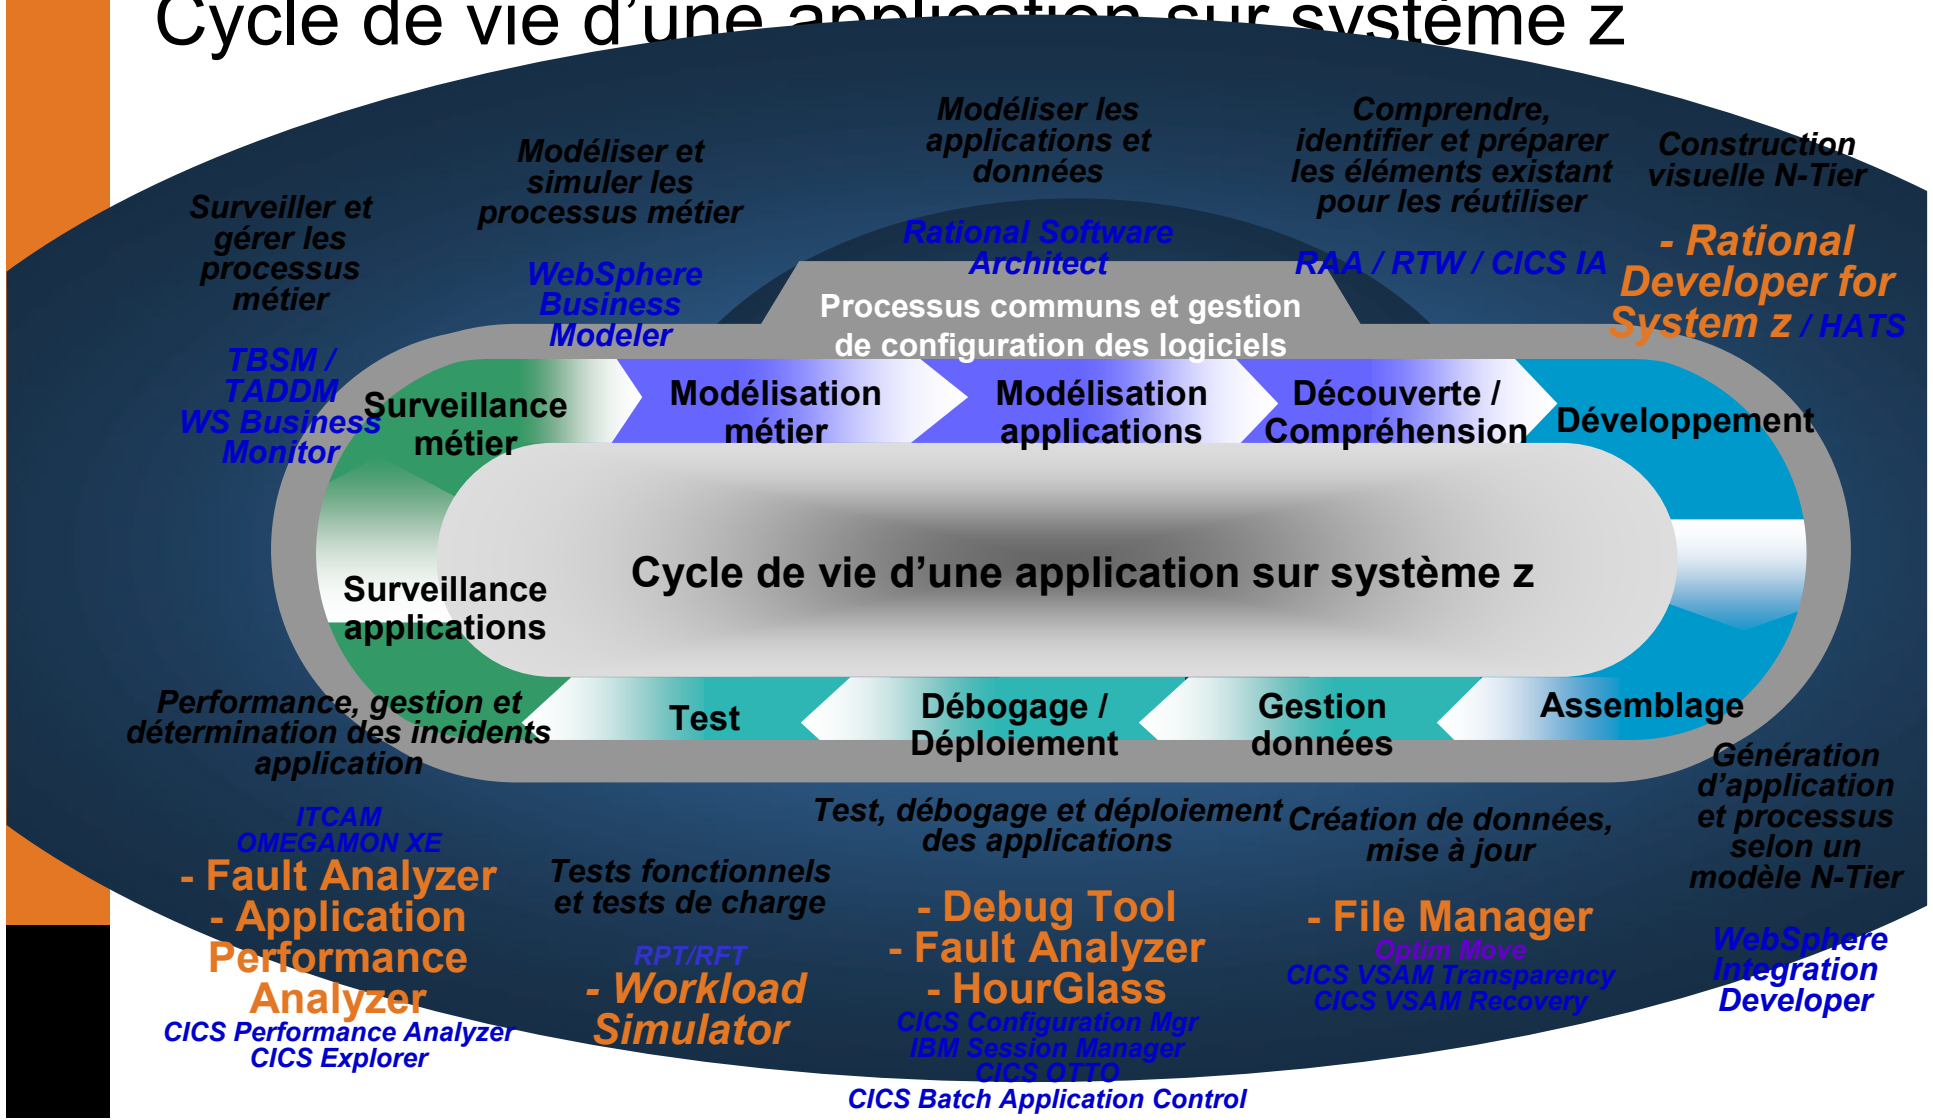 Cycle de vie d’une application sur système z
Surveiller et
gérer les
processus
métier
TBSM /
TADDM
WS Business
Monitor
Modéliser et
simuler les
processus métier
WebSphere
Business
Modeler
Modéliser les
applications et
données
Rational Software
Architect
Comprendre,
identifier et préparer
les éléments existant
pour les réutiliser
RAA / RTW / CICS IA
Construction
visuelle N-Tier
- Rational
Developer for
System z / HATS
Processus communs et gestion
de configuration des logiciels
Surveillance
métier
Modélisation
métier
Modélisation
applications
Découverte /
Compréhension
Développement
Cycle de vie d’une application sur système z
Surveillance
applications
Test
Débogage /
Déploiement
Gestion
données
Assemblage
Performance, gestion et
détermination des incidents
application
ITCAM
OMEGAMON XE
- Fault Analyzer
- Application
Performance
Analyzer
CICS Performance Analyzer
CICS Explorer
Tests fonctionnels
et tests de charge
RPT/RFT
- Workload
Simulator
Test, débogage et déploiement
des applications
- Debug Tool
- Fault Analyzer
- HourGlass
CICS Configuration Mgr
IBM Session Manager
CICS OTTO
CICS Batch Application Control
Création de données,
mise à jour
- File Manager
Optim Move
CICS VSAM Transparency
CICS VSAM Recovery
Génération
d’application
et processus
selon un
modèle N-Tier
WebSphere
Integration
Developer